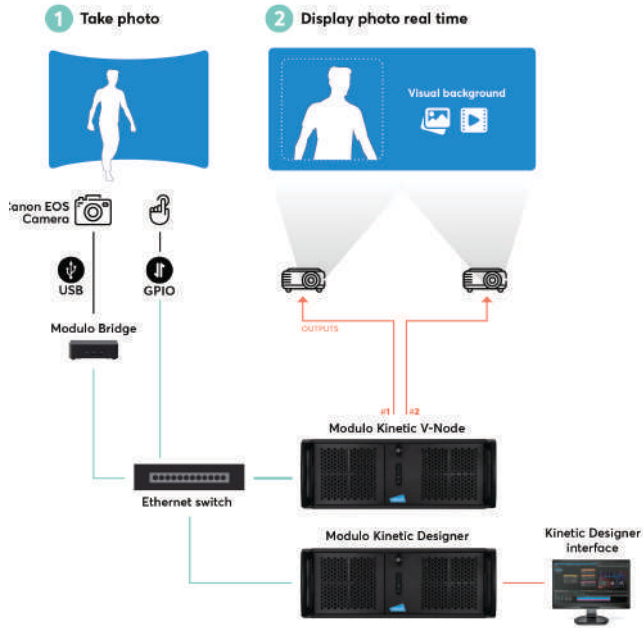 1 Take photo
2 Display photo real time
Visual background
Canon EOS
Camera
USB
GPIO
Modulo Bridge
OUTPUTS
#1 #2
Modulo Kinetic V-Node
Ethernet switch
Modulo Kinetic Designer
Kinetic Designer
interface